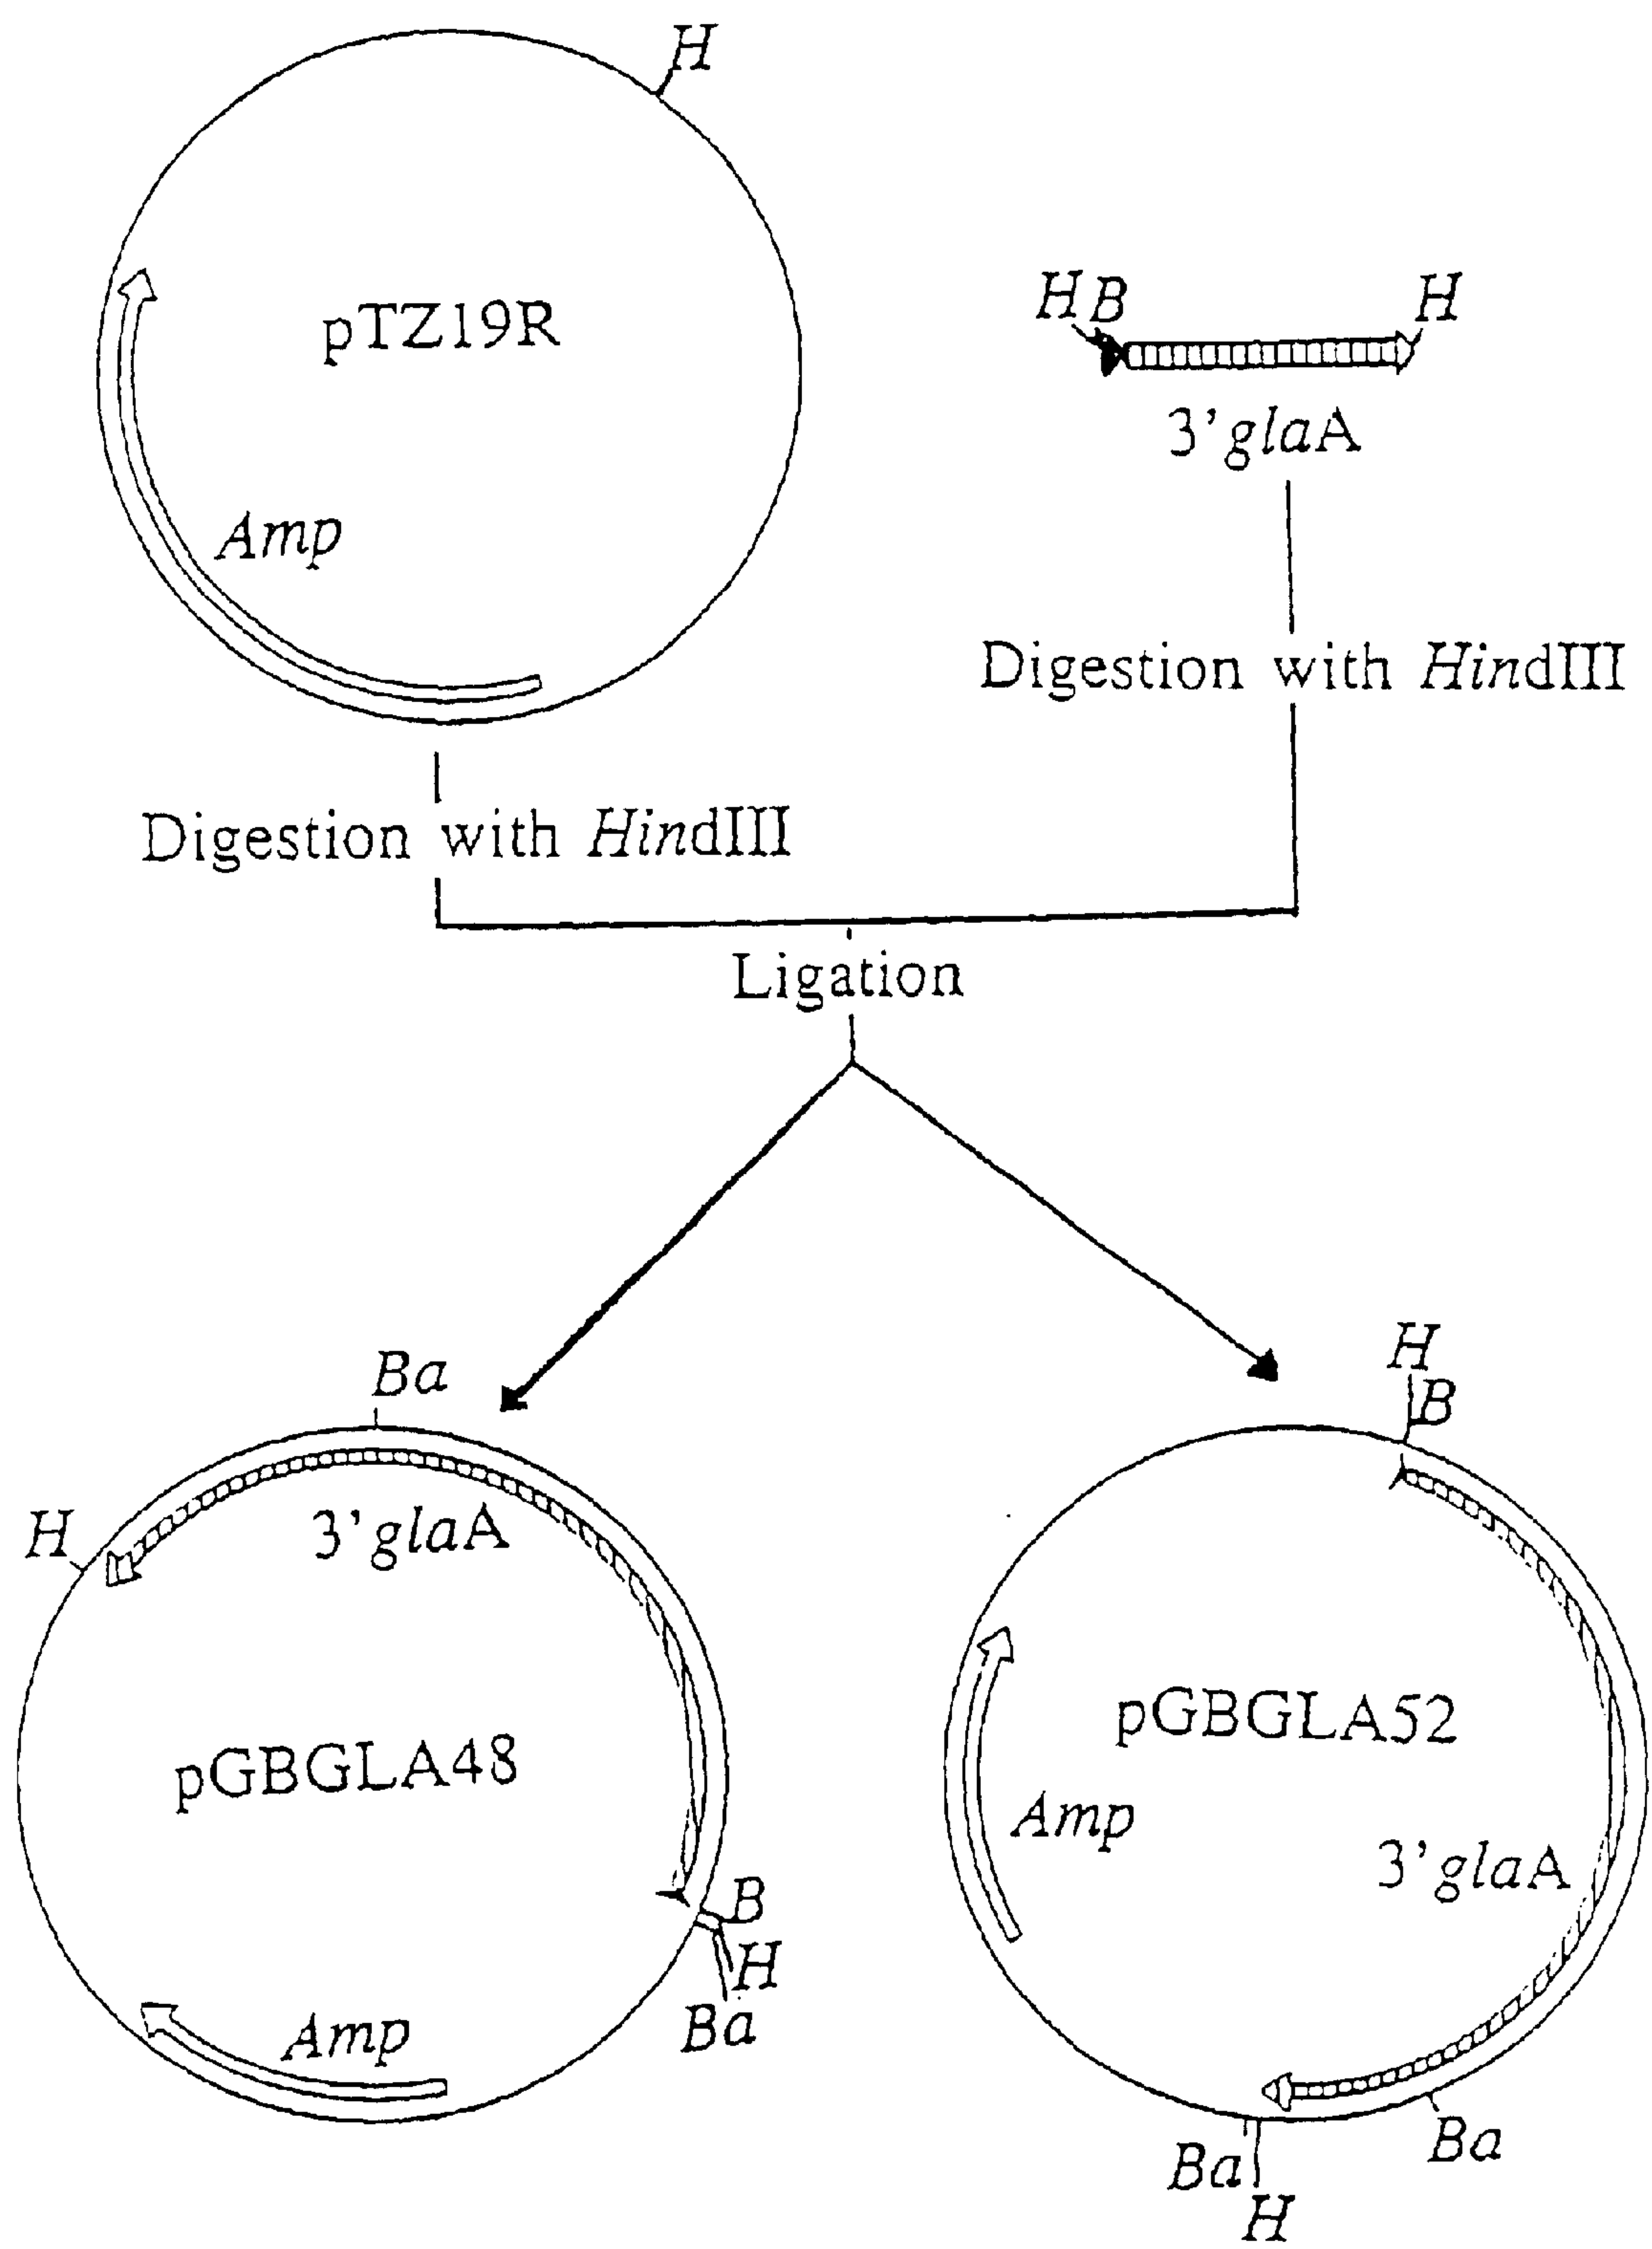 H
pTZ19R
Amp
H B
H
3’glaA
Digestion with HindIII
Digestion with HindIII
Ligation
Ba
H
3’glaA
pGBGLA48
B
H
Ba
Amp
H
B
pGBGLA52
Amp
3’glaA
Ba
Ba
H